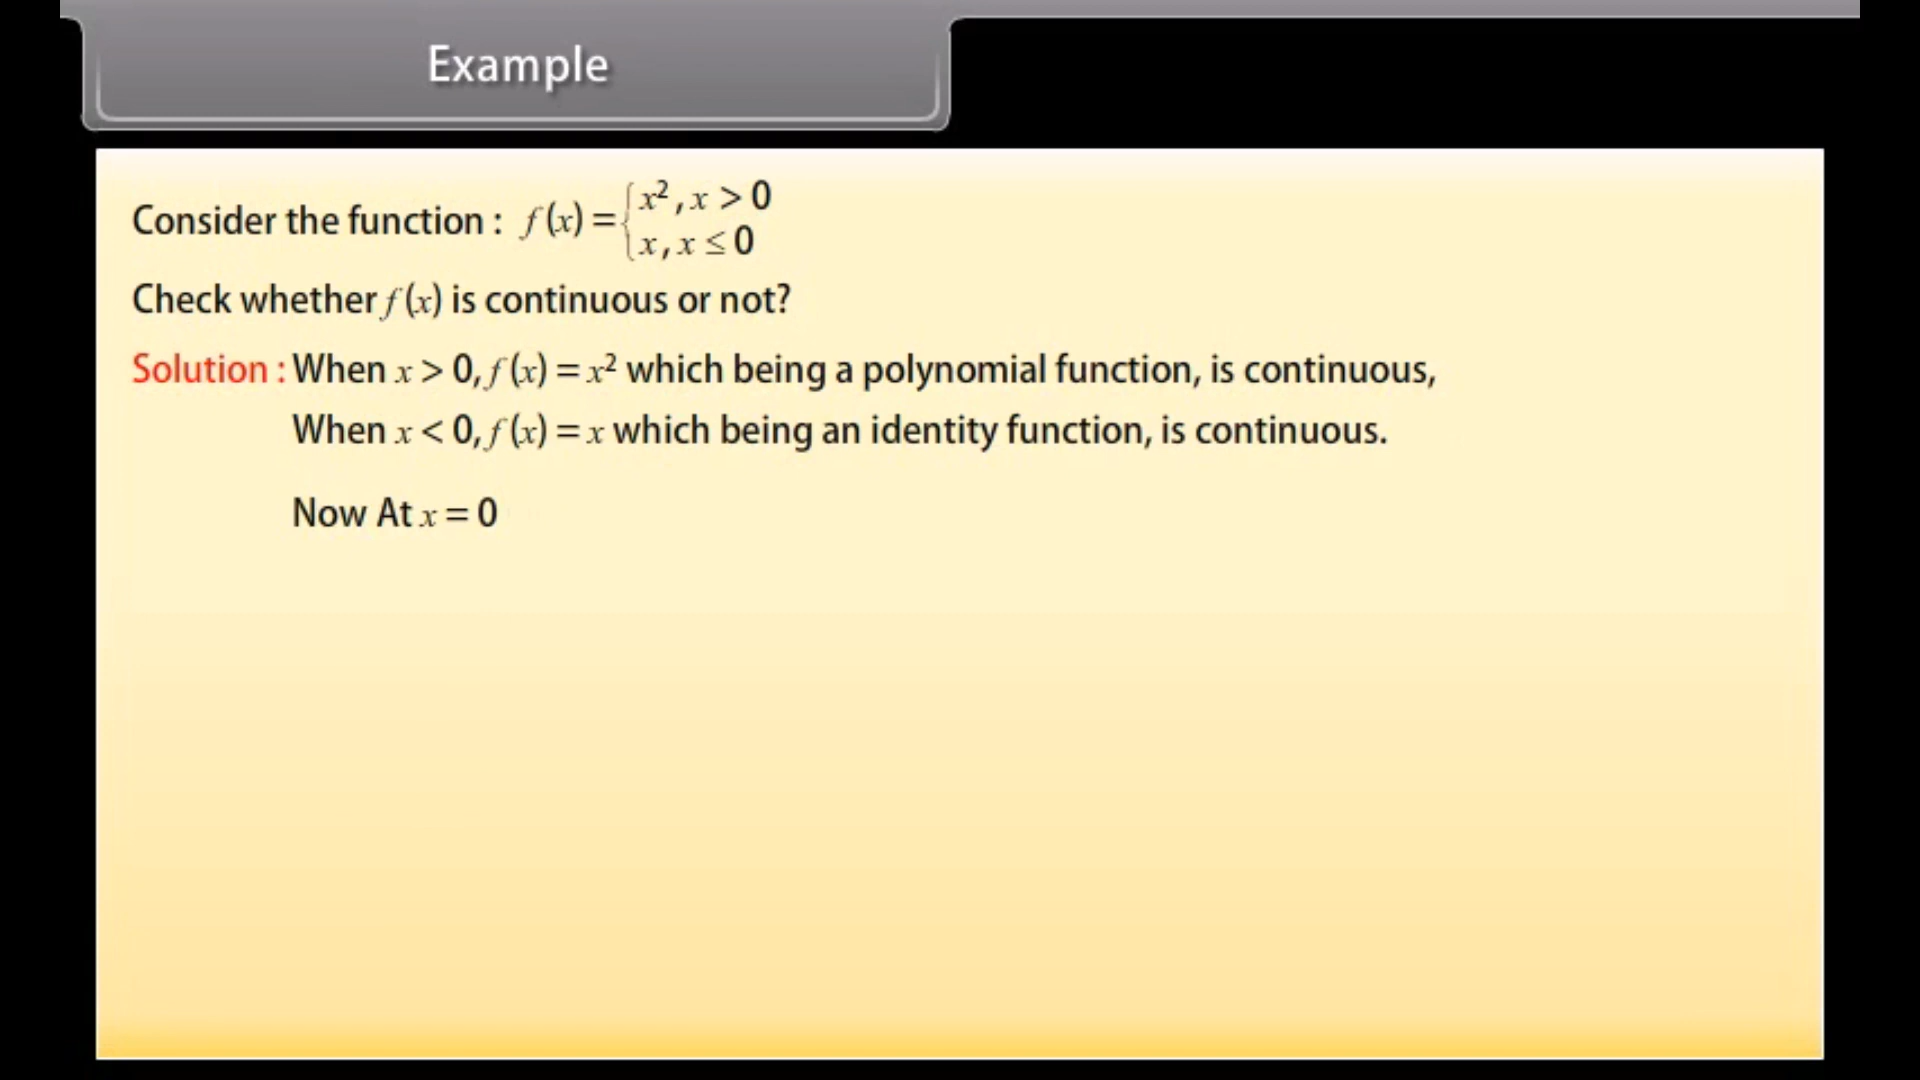 Example
Consider the function : f(x) = { x², x > 0
x, x ≤ 0
Check whether f(x) is continuous or not?
Solution : When x > 0, f(x) = x² which being a polynomial function, is continuous,
When x < 0, f(x) = x which being an identity function, is continuous.
Now At x = 0